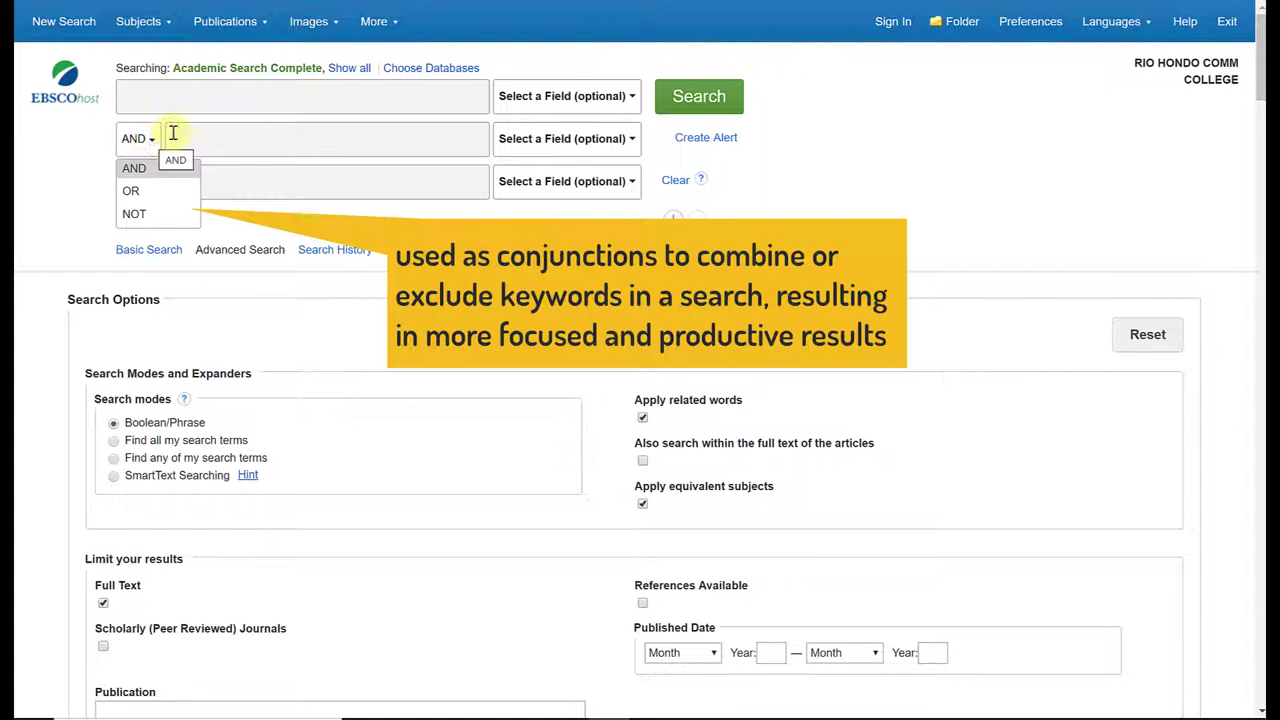 New Search Subjects Publications Images More Sign In Folder Preferences Languages Help Exit
Searching: Academic Search Complete, Show all Choose Databases
RIO HONDO COMM
COLLEGE
EBSCOhost
Select a Field (optional) Search
AND Select a Field (optional) Create Alert
AND
AND
OR
NOT
Select a Field (optional) Clear ?
Basic Search Advanced Search Search History
used as conjunctions to combine or
exclude keywords in a search, resulting
in more focused and productive results
Search Options
Reset
Search Modes and Expanders
Search modes ?
Boolean/Phrase
Find all my search terms
Find any of my search terms
SmartText Searching Hint
Apply related words
Also search within the full text of the articles
Apply equivalent subjects
Limit your results
Full Text
References Available
Scholarly (Peer Reviewed) Journals
Published Date
Month Year: — Month Year:
Publication